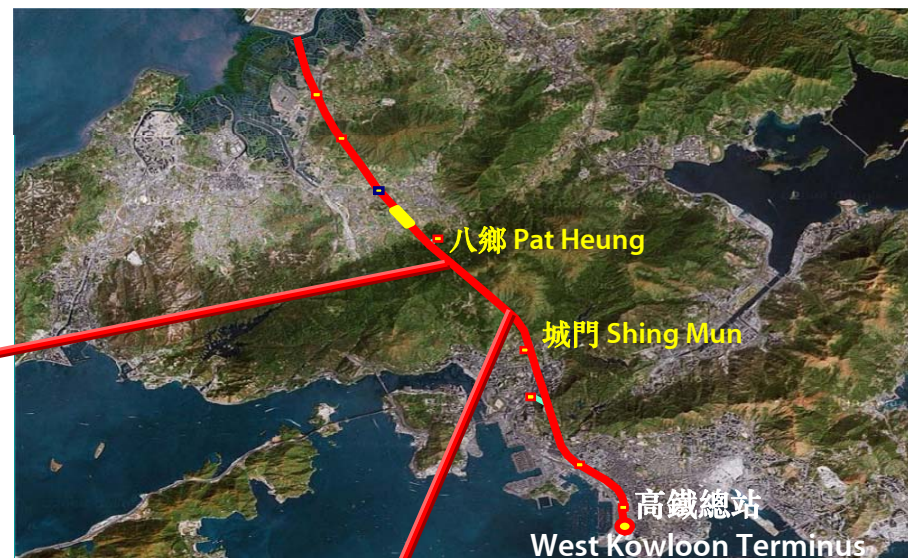 八鄉 Pat Heung
城門 Shing Mun
高鐵總站
West Kowloon Terminus